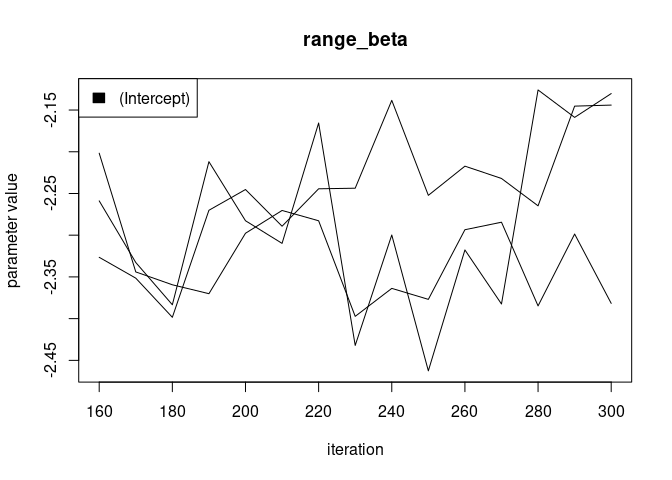 range_beta
(Intercept)
parameter value
-2.15
-2.25
-2.35
-2.45
160 180 200 220 240 260 280 300
iteration